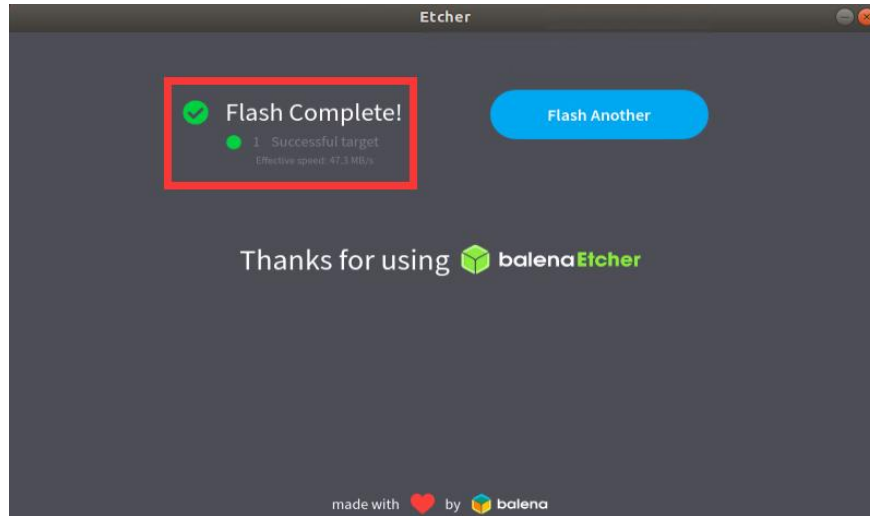 Etcher
Flash Complete!
1 Successful target
Effective speed: 47.3 MB/s
Flash Another
Thanks for using balenaEtcher
made with by balena